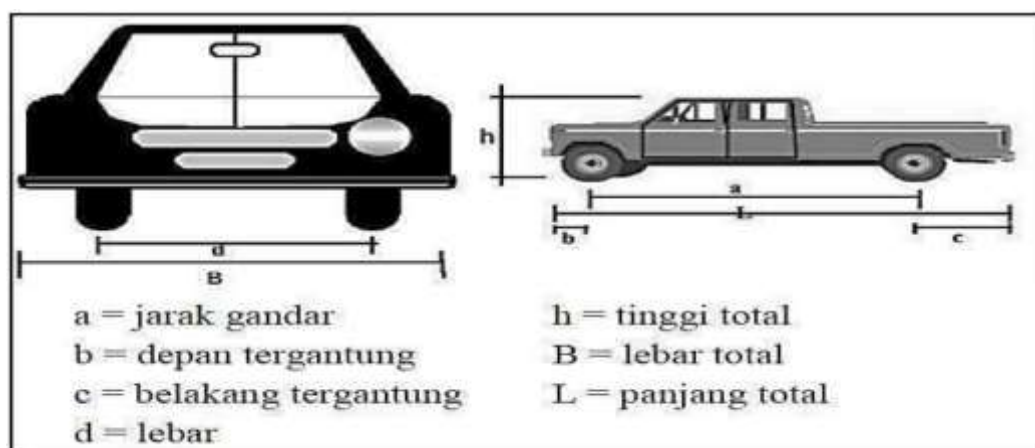 h
a
L
b
c
d
B
a = jarak gandar
b = depan tergantung
c = belakang tergantung
d = lebar
h = tinggi total
B = lebar total
L = panjang total